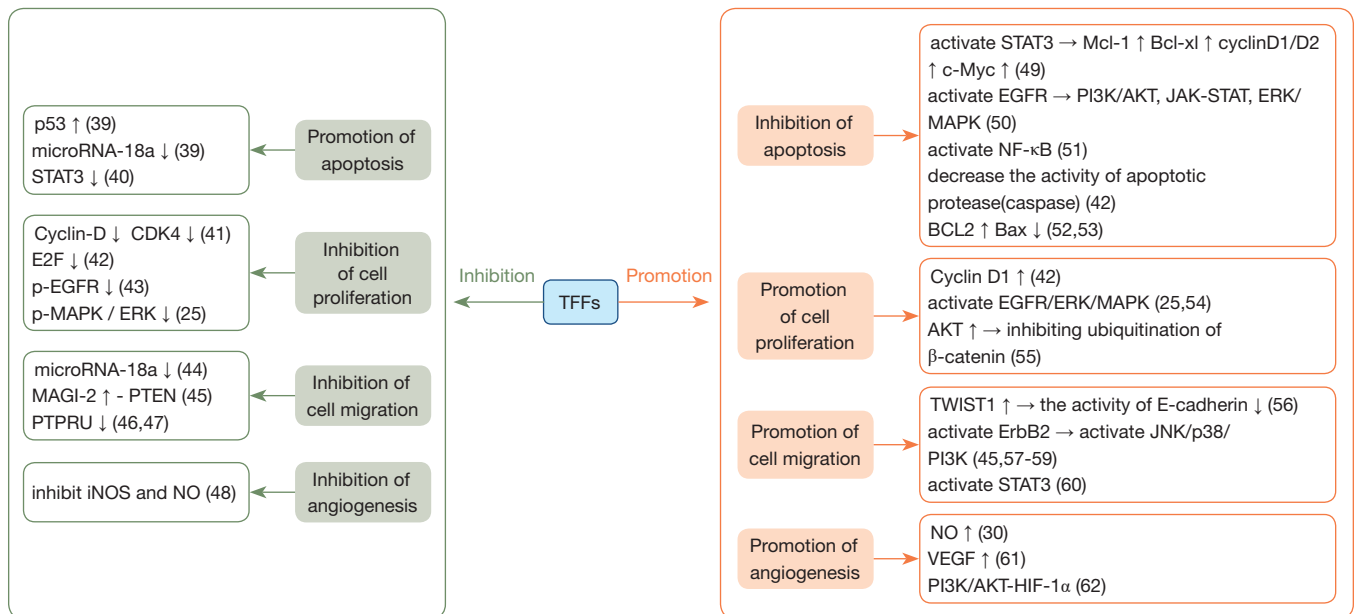 p53 ↑ (39)
microRNA-18a ↓ (39)
STAT3 ↓ (40)
Promotion of
apoptosis
Cyclin-D ↓ CDK4 ↓ (41)
E2F ↓ (42)
p-EGFR ↓ (43)
p-MAPK / ERK ↓ (25)
Inhibition
of cell
proliferation
microRNA-18a ↓ (44)
MAGI-2 ↑ - PTEN (45)
PTPRU ↓ (46,47)
Inhibition of
cell migration
inhibit iNOS and NO (48)
Inhibition of
angiogenesis
Inhibition
TFFs
Promotion
Inhibition of
apoptosis
activate STAT3 → Mcl-1 ↑ Bcl-xl ↑ cyclinD1/D2
↑ c-Myc ↑ (49)
activate EGFR → PI3K/AKT, JAK-STAT, ERK/
MAPK (50)
activate NF-κB (51)
decrease the activity of apoptotic
protease(caspase) (42)
BCL2 ↑ Bax ↓ (52,53)
Promotion
of cell
proliferation
Cyclin D1 ↑ (42)
activate EGFR/ERK/MAPK (25,54)
AKT ↑ → inhibiting ubiquitination of
β-catenin (55)
Promotion of
cell migration
TWIST1 ↑ → the activity of E-cadherin ↓ (56)
activate ErbB2 → activate JNK/p38/
PI3K (45,57-59)
activate STAT3 (60)
Promotion of
angiogenesis
NO ↑ (30)
VEGF ↑ (61)
PI3K/AKT-HIF-1α (62)